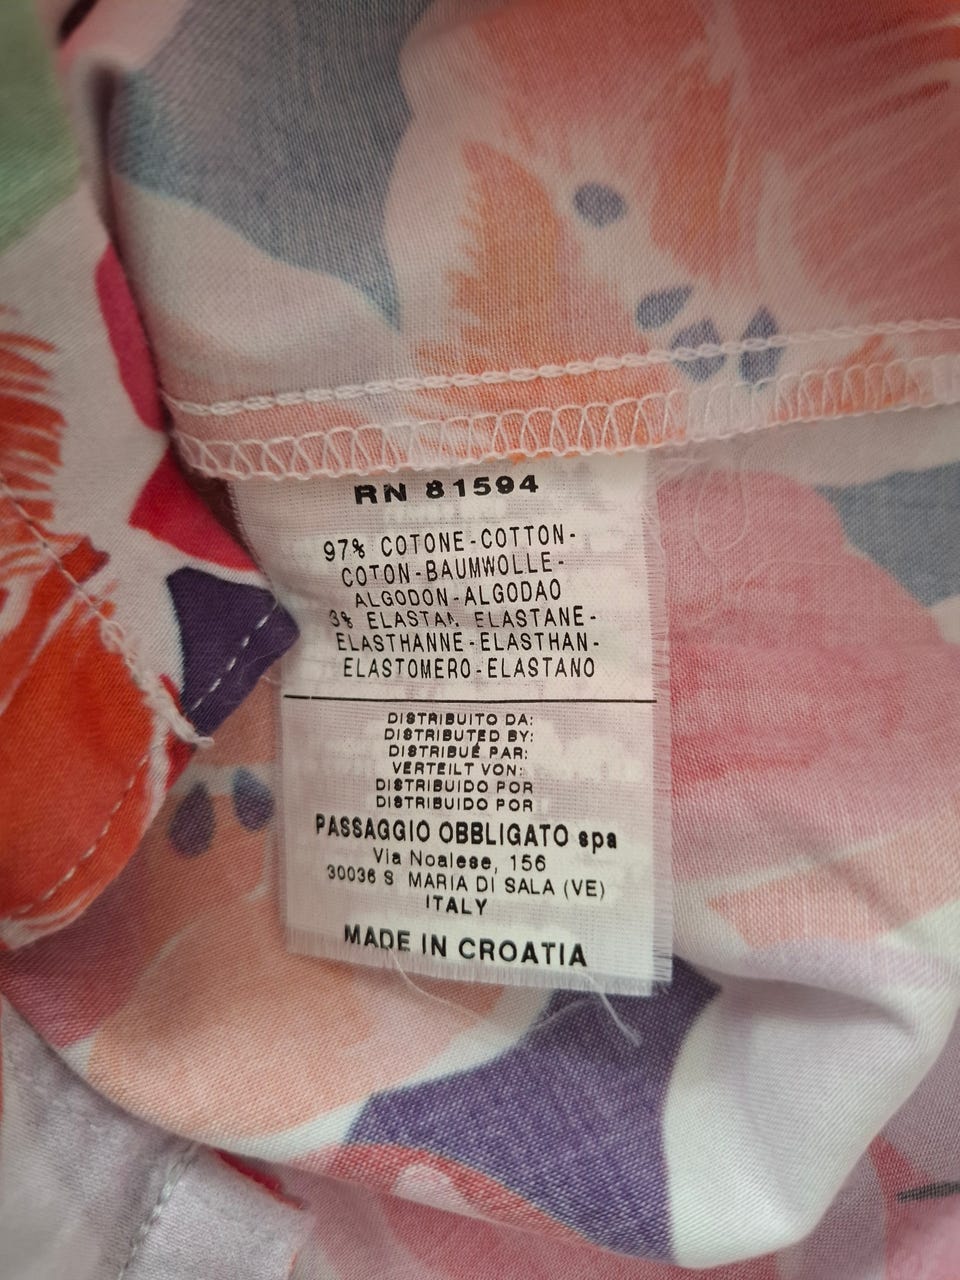 RN 81594
97% COTONE-COTTON-
COTON-BAUMWOLLE-
ALGODON-ALGODAO
3% ELASTAN ELASTANE-
ELASTHANNE-ELASTHAN-
ELASTOMERO-ELASTANO
DISTRIBUITO DA:
DISTRIBUTED BY:
DISTRIBUÉ PAR:
VERTEILT VON:
DISTRIBUIDO POR
DISTRIBUIDO POR
PASSAGGIO OBBLIGATO spa
Via Noalese, 156
30036 S MARIA DI SALA (VE)
ITALY
MADE IN CROATIA